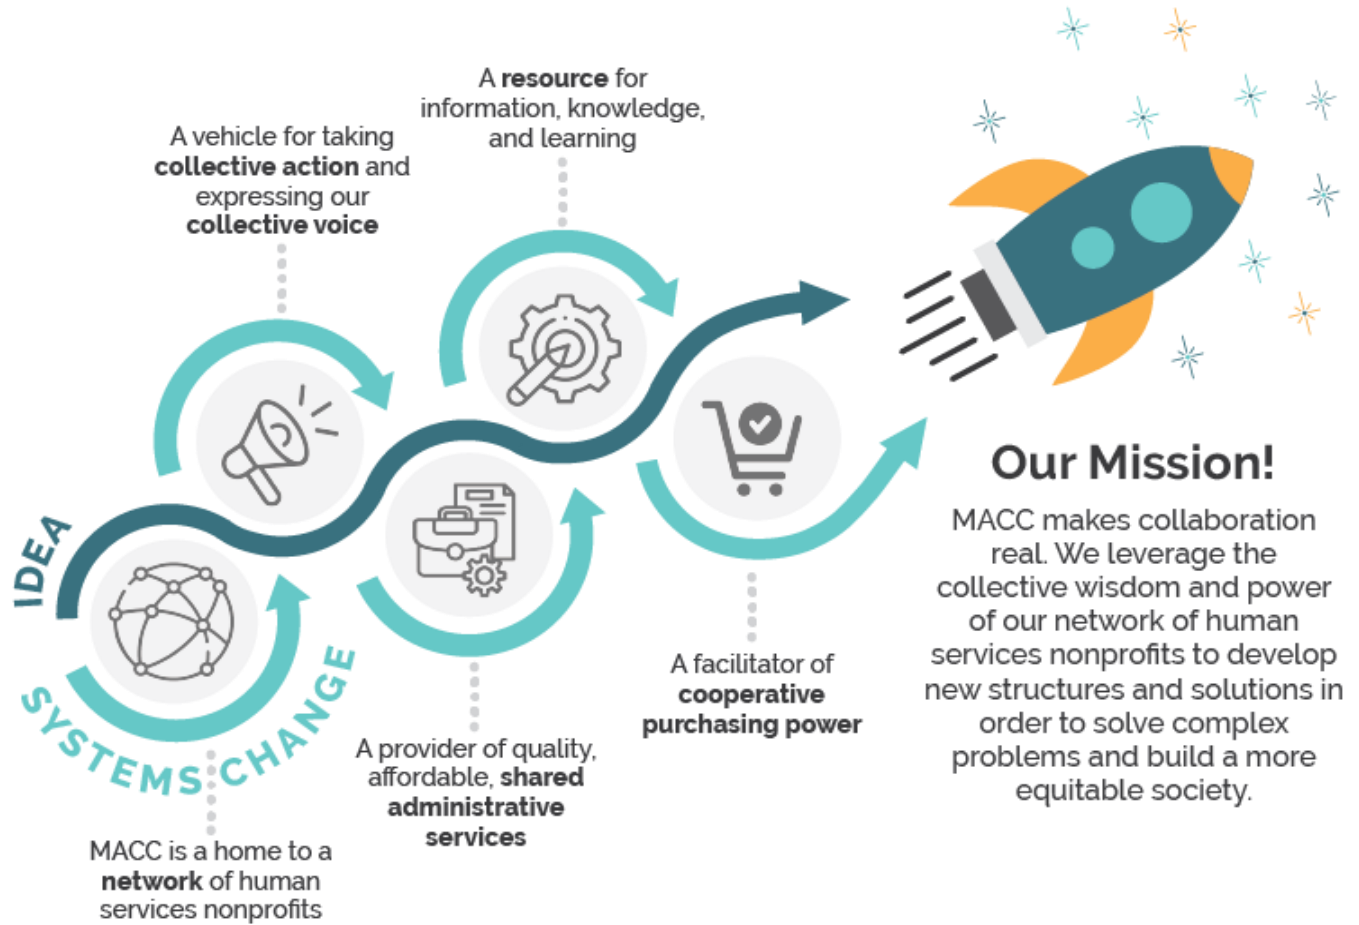 A resource for
information, knowledge,
and learning
A vehicle for taking
collective action and
expressing our
collective voice
IDEA
SYSTEMS CHANGE
MACC is a home to a
network of human
services nonprofits
A provider of quality,
affordable, shared
administrative
services
A facilitator of
cooperative
purchasing power
Our Mission!
MACC makes collaboration
real. We leverage the
collective wisdom and power
of our network of human
services nonprofits to develop
new structures and solutions in
order to solve complex
problems and build a more
equitable society.